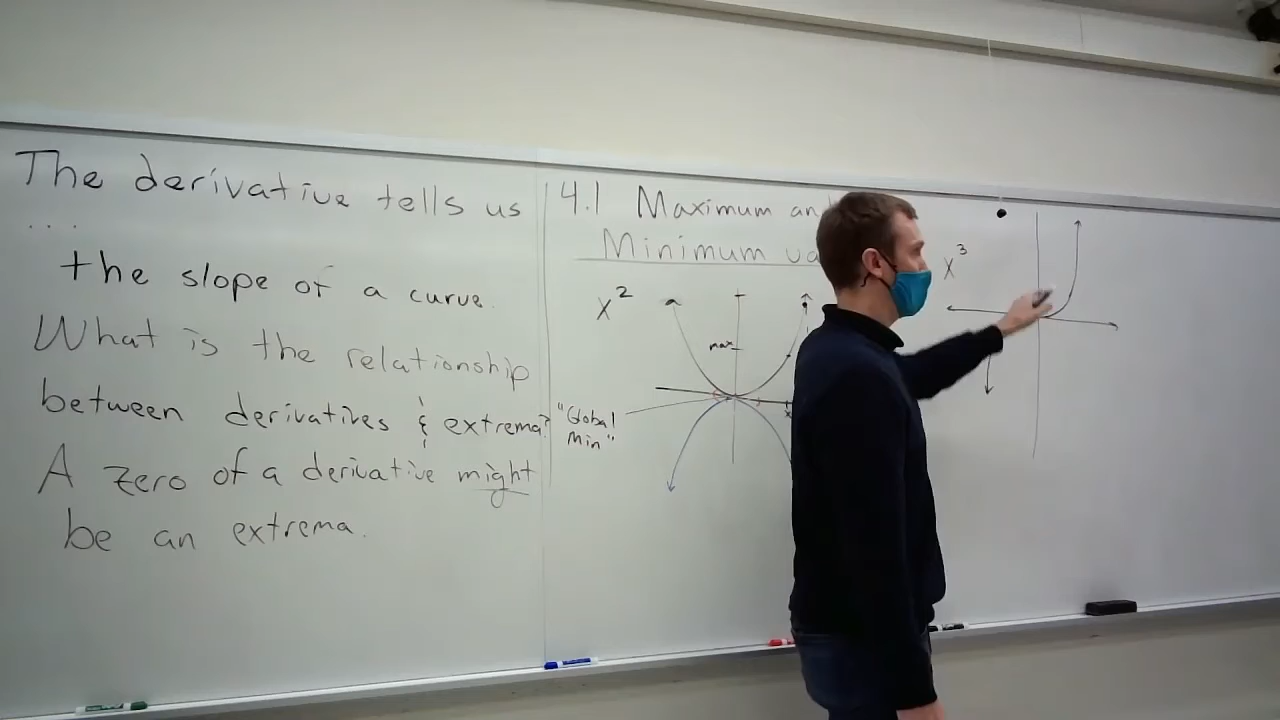 The derivative tells us
...
the slope of a curve.
What is the relationship
between derivatives & extrema?
A zero of a derivative might
be an extrema.
4.1 Maximum an
Minimum va
x²
max
"Global
Min"
x
x³